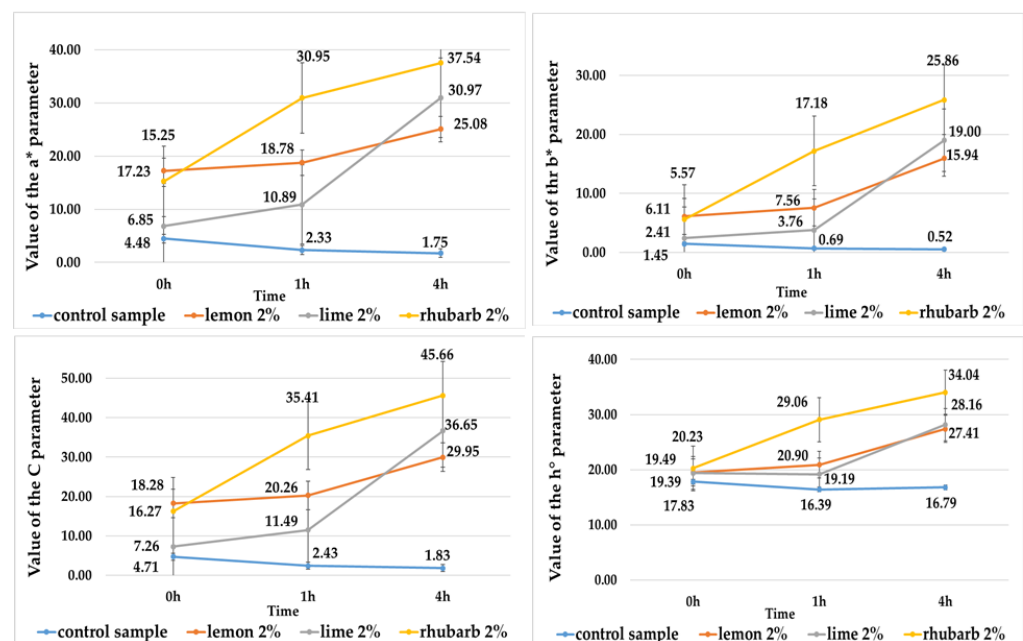 Value of the a* parameter
40.00
30.00
20.00
10.00
0.00
15.25
17.23
6.85
4.48
30.95
18.78
10.89
2.33
37.54
30.97
25.08
1.75
0h
1h
4h
Time
control sample
lemon 2%
lime 2%
rhubarb 2%
Value of thr b* parameter
30.00
20.00
10.00
0.00
5.57
6.11
2.41
1.45
17.18
7.56
3.76
0.69
25.86
19.00
15.94
0.52
0h
1h
4h
Time
control sample
lemon 2%
lime 2%
rhubarb 2%
Value of the C parameter
50.00
40.00
30.00
20.00
10.00
0.00
18.28
16.27
7.26
4.71
35.41
20.26
11.49
2.43
45.66
36.65
29.95
1.83
0h
1h
4h
Time
control sample
lemon 2%
lime 2%
rhubarb 2%
Value of the h° parameter
40.00
30.00
20.00
10.00
0.00
20.23
19.49
19.39
17.83
29.06
20.90
19.19
16.39
34.04
28.16
27.41
16.79
0h
1h
4h
Time
control sample
lemon 2%
lime 2%
rhubarb 2%